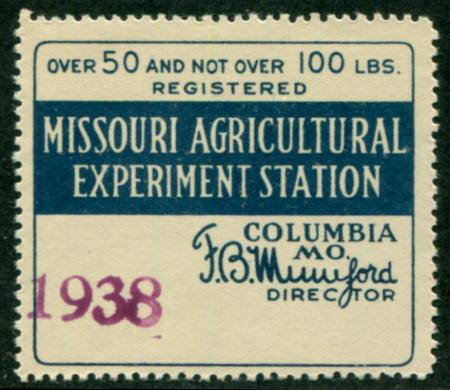 OVER 50 AND NOT OVER 100 LBS.
REGISTERED
MISSOURI AGRICULTURAL
EXPERIMENT STATION
COLUMBIA
MO.
F.B. Mumford
DIRECTOR
1938